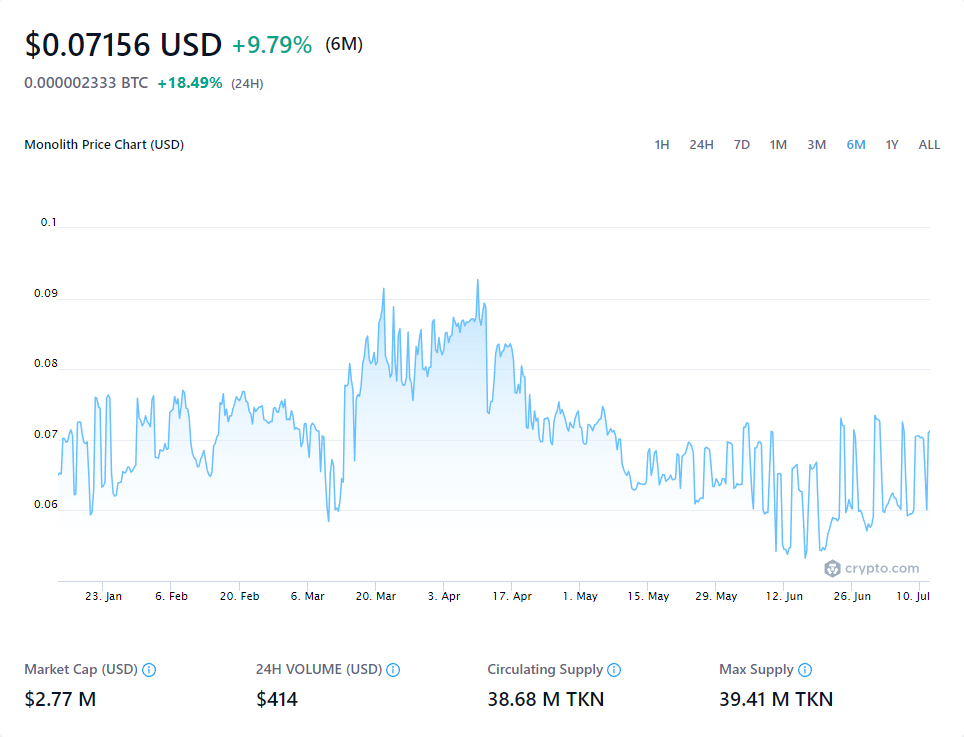 $0.07156 USD +9.79% (6M)
0.000002333 BTC +18.49% (24H)
Monolith Price Chart (USD) 1H 24H 7D 1M 3M 6M 1Y ALL
0.1
0.09
0.08
0.07
0.06
crypto.com
23. Jan 6. Feb 20. Feb 6. Mar 20. Mar 3. Apr 17. Apr 1. May 15. May 29. May 12. Jun 26. Jun 10. Jul
Market Cap (USD) 24H VOLUME (USD) Circulating Supply Max Supply
$2.77 M $414 38.68 M TKN 39.41 M TKN